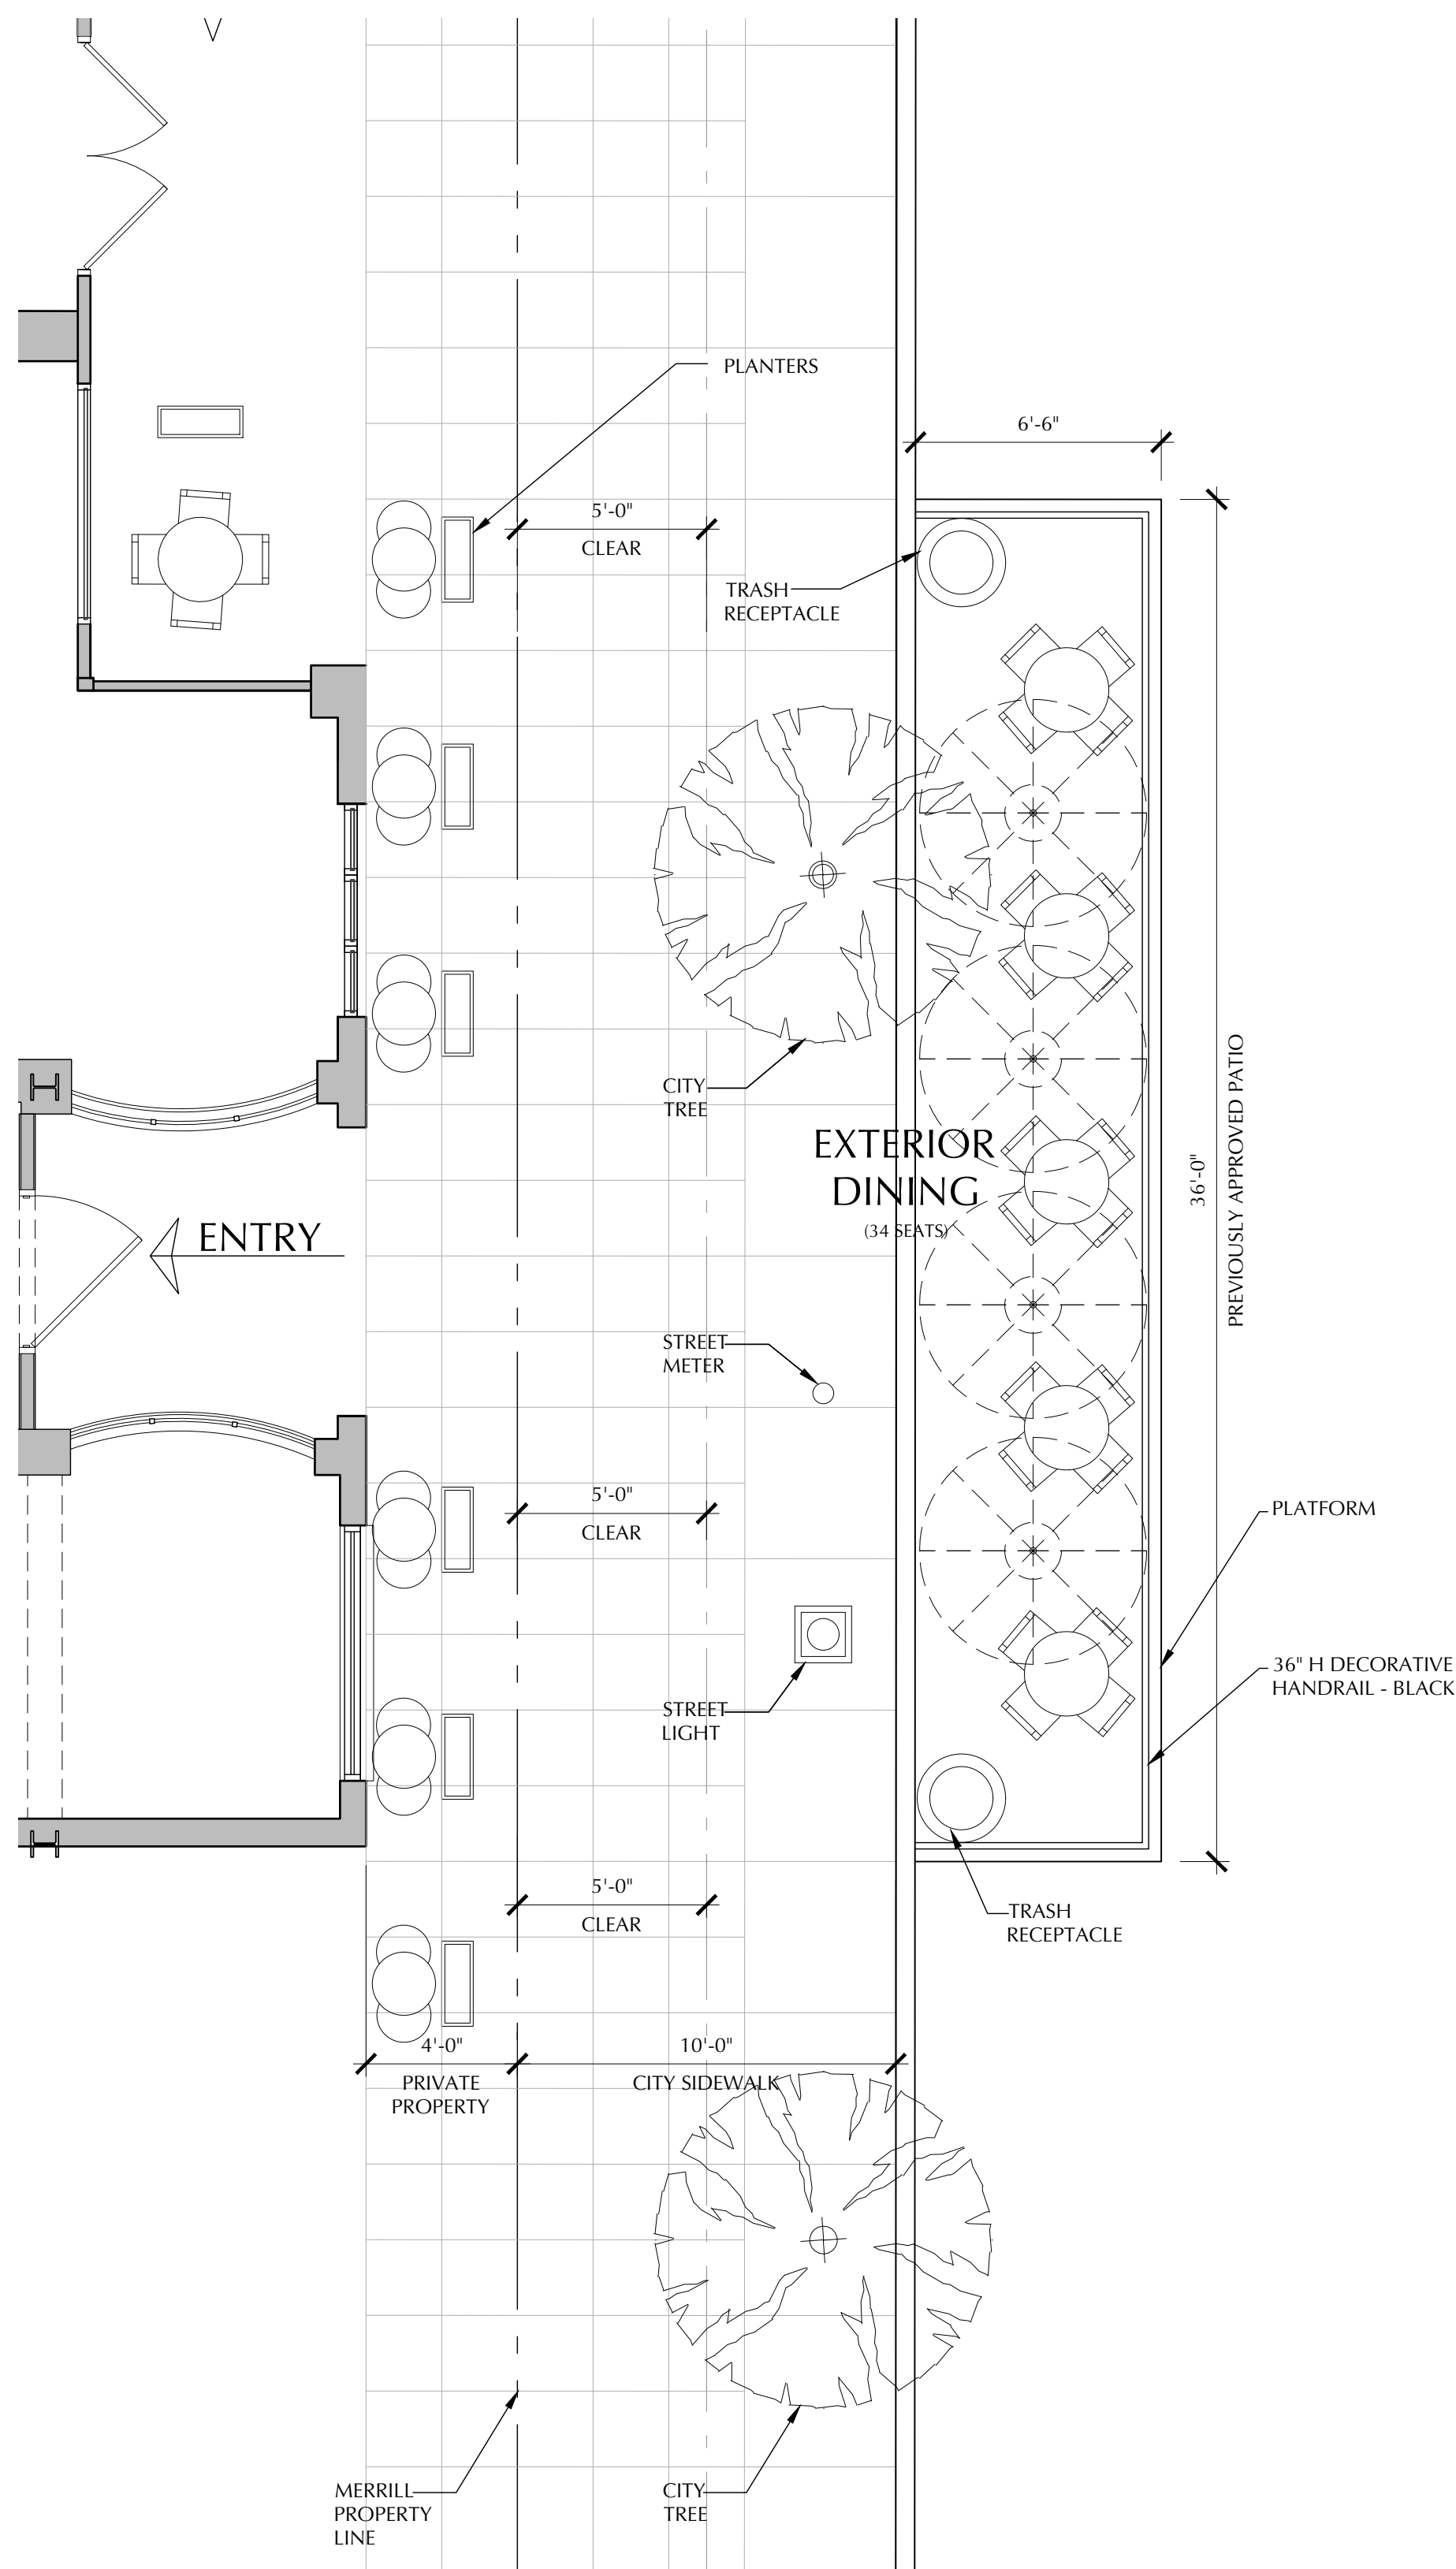 PLANTERS
6'-6"
5'-0"
CLEAR
TRASH
RECEPTACLE
CITY
TREE
EXTERIOR
DINING
(34 SEATS)
36'-0"
PREVIOUSLY APPROVED PATIO
ENTRY
STREET
METER
5'-0"
CLEAR
PLATFORM
36" H DECORATIVE
HANDRAIL - BLACK
STREET
LIGHT
5'-0"
CLEAR
TRASH
RECEPTACLE
4'-0"
PRIVATE
PROPERTY
10'-0"
CITY SIDEWALK
MERRILL
PROPERTY
LINE
CITY
TREE